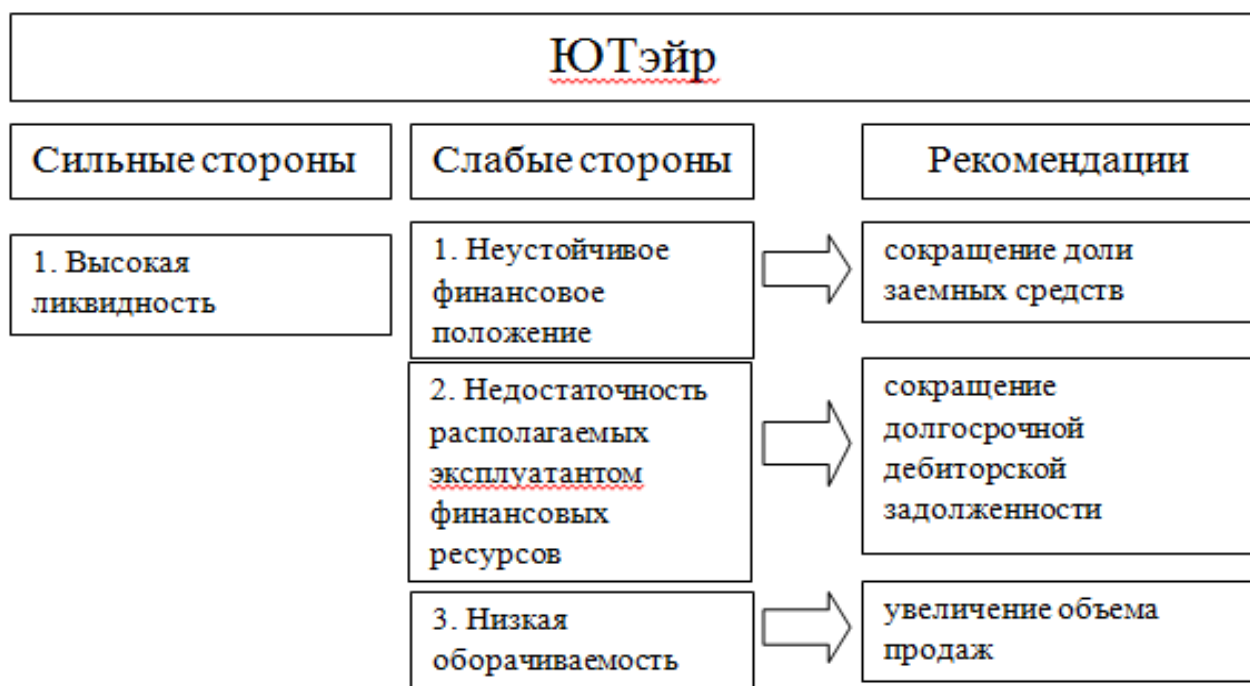 ЮТэйр
Сильные стороны
Слабые стороны
Рекомендации
1. Высокая
ликвидность
1. Неустойчивое
финансовое
положение
сокращение доли
заемных средств
2. Недостаточность
располагаемых
эксплуатантом
финансовых
ресурсов
сокращение
долгосрочной
дебиторской
задолженности
3. Низкая
оборачиваемость
увеличение объема
продаж